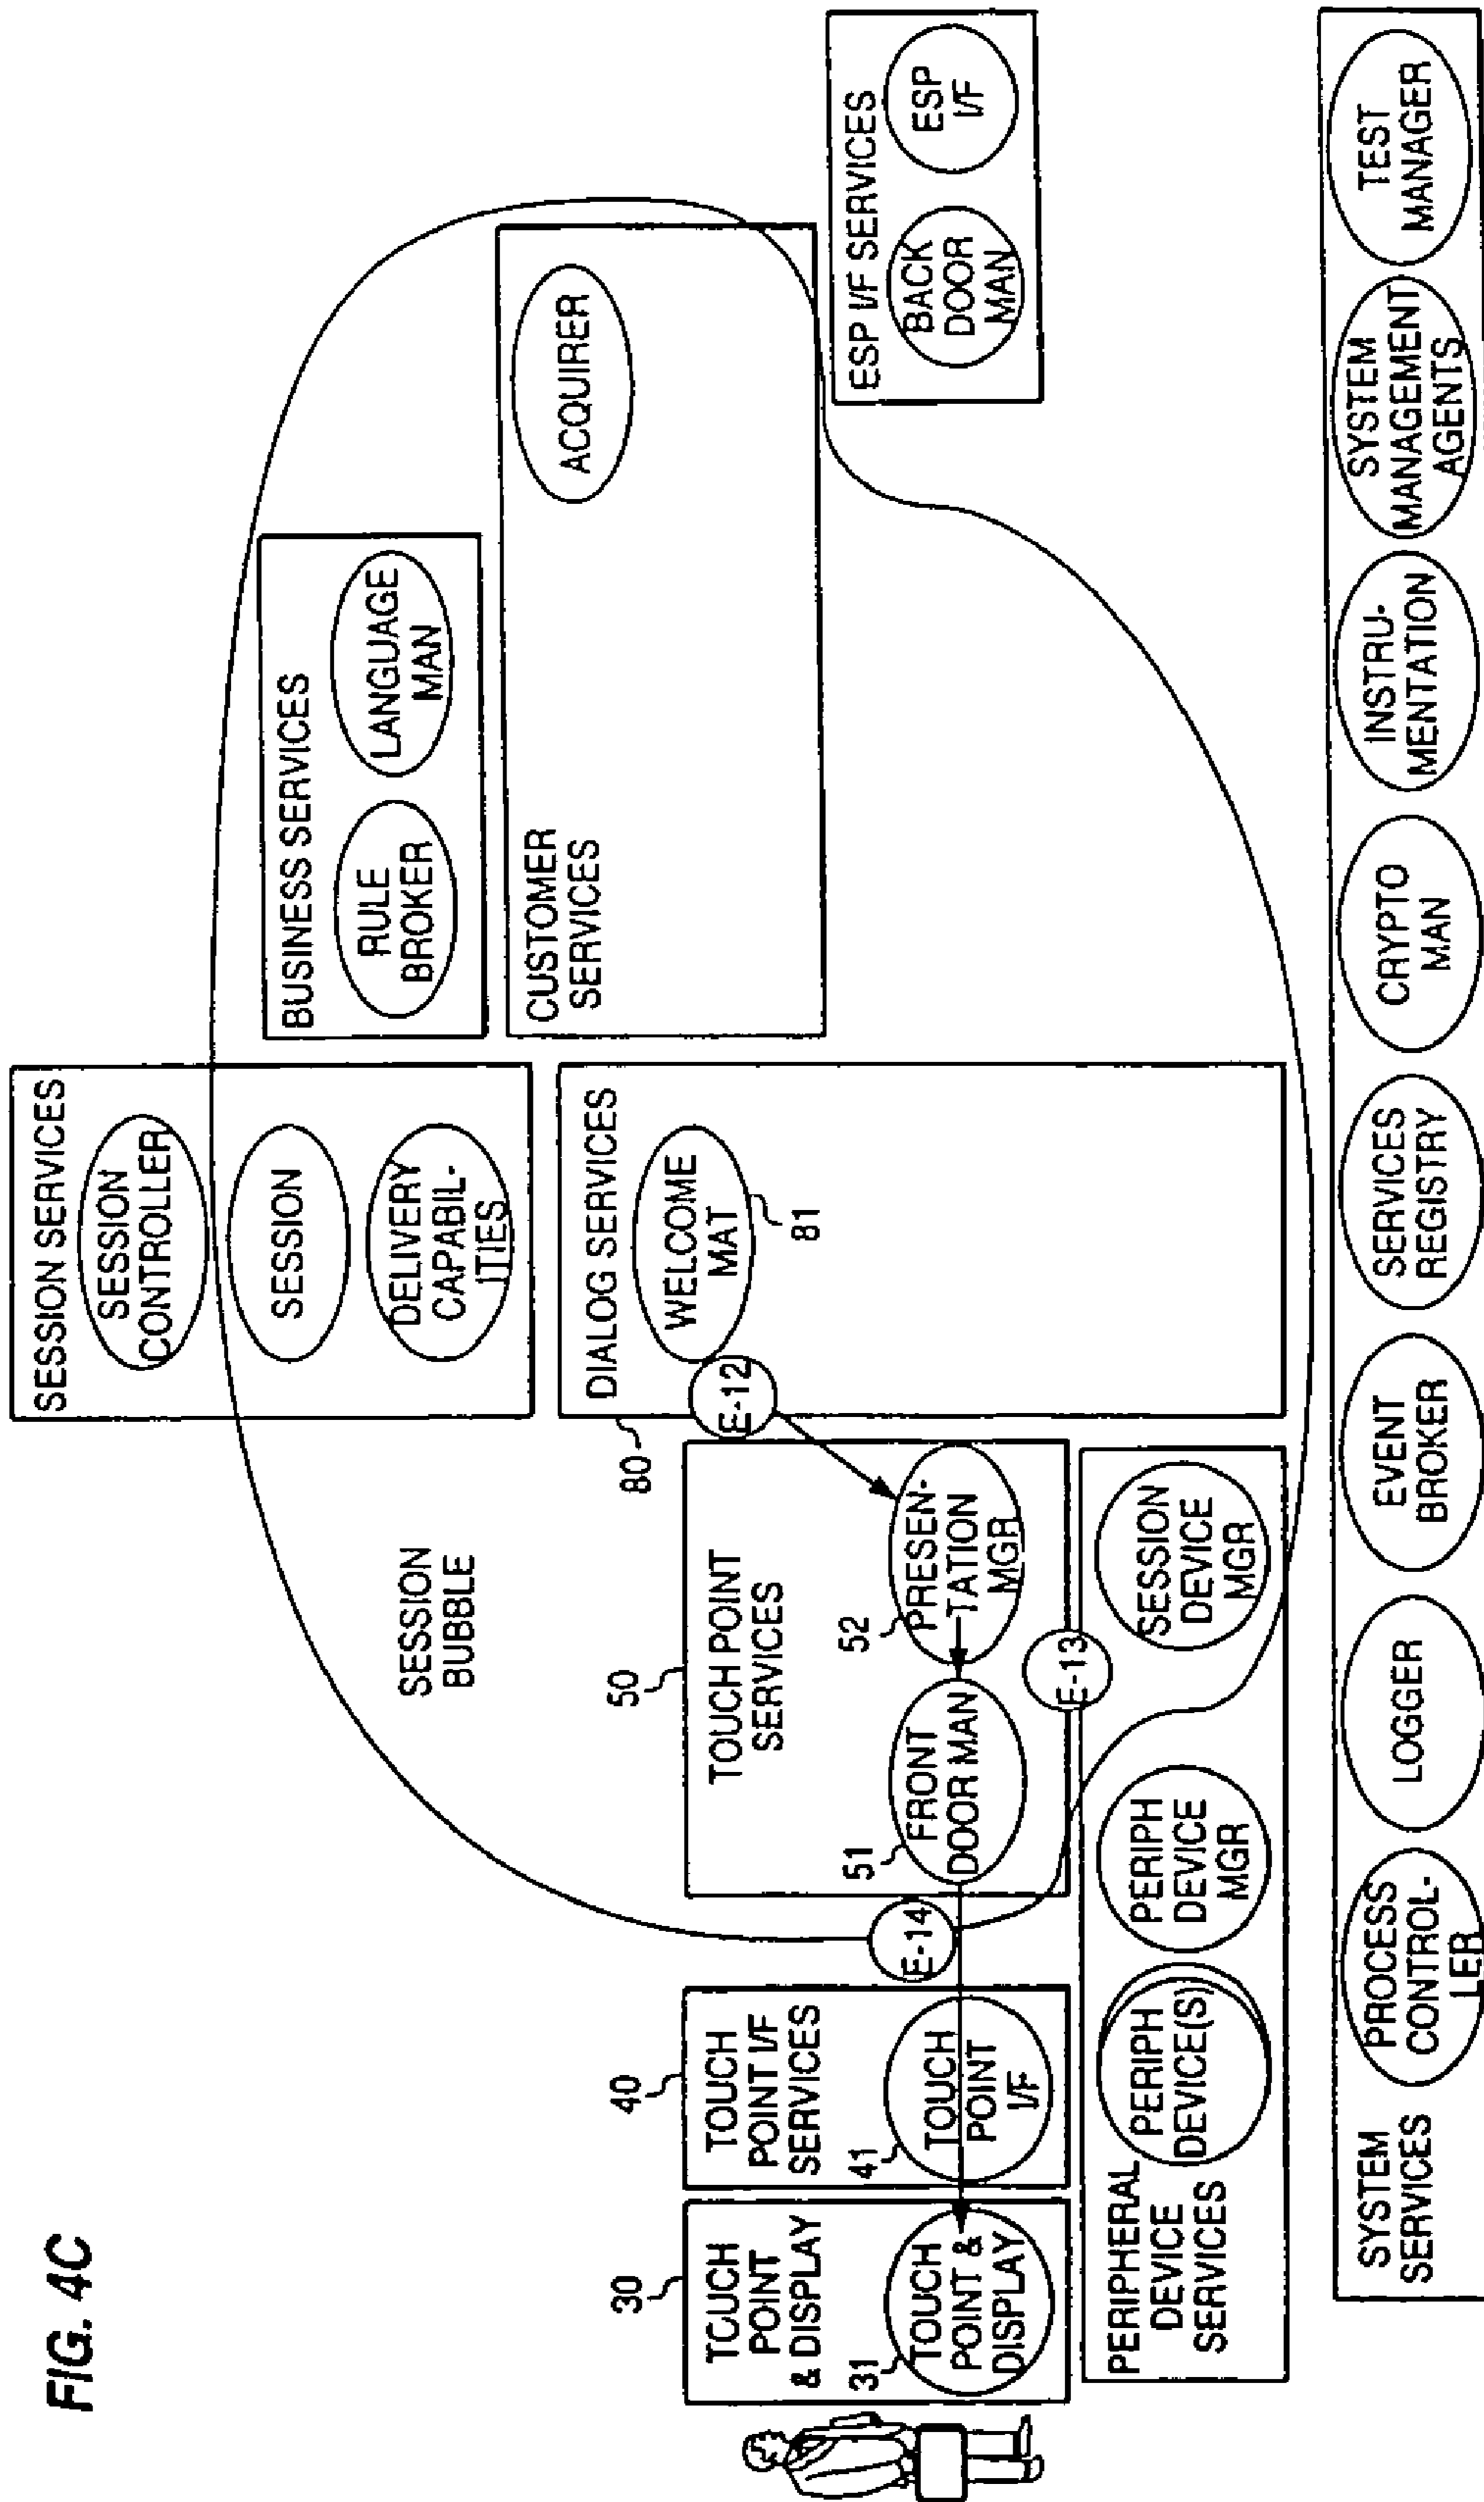 FIG. 4C
SESSION SERVICES
SESSION
CONTROLLER
SESSION
DELIVERY
CAPABIL-
ITIES
BUSINESS SERVICES
RULE
BROKER
LANGUAGE
MAN
SESSION
BUBBLE
CUSTOMER
SERVICES
ACQUIRER
80
DIALOG SERVICES
WELCOME
MAT
81
E-12
30
TOUCH
POINT
& DISPLAY
31
TOUCH
POINT &
DISPLAY
40
TOUCH
POINT I/F
SERVICES
41
TOUCH
POINT
I/F
E-14
50
TOUCH POINT
SERVICES
51
FRONT
DOOR MAN
52
PRESEN-
TATION
MGR
E-13
ESP I/F SERVICES
BACK
DOOR
MAN
ESP
I/F
PERIPHERAL
DEVICE
SERVICES
PERIPH
DEVICE(S)
PERIPH
DEVICE
MGR
SESSION
DEVICE
MGR
SYSTEM
SERVICES
PROCESS
CONTROL-
LER
LOGGER
EVENT
BROKER
SERVICES
REGISTRY
CRYPTO
MAN
INSTRU-
MENTATION
SYSTEM
MANAGEMENT
AGENTS
TEST
MANAGER